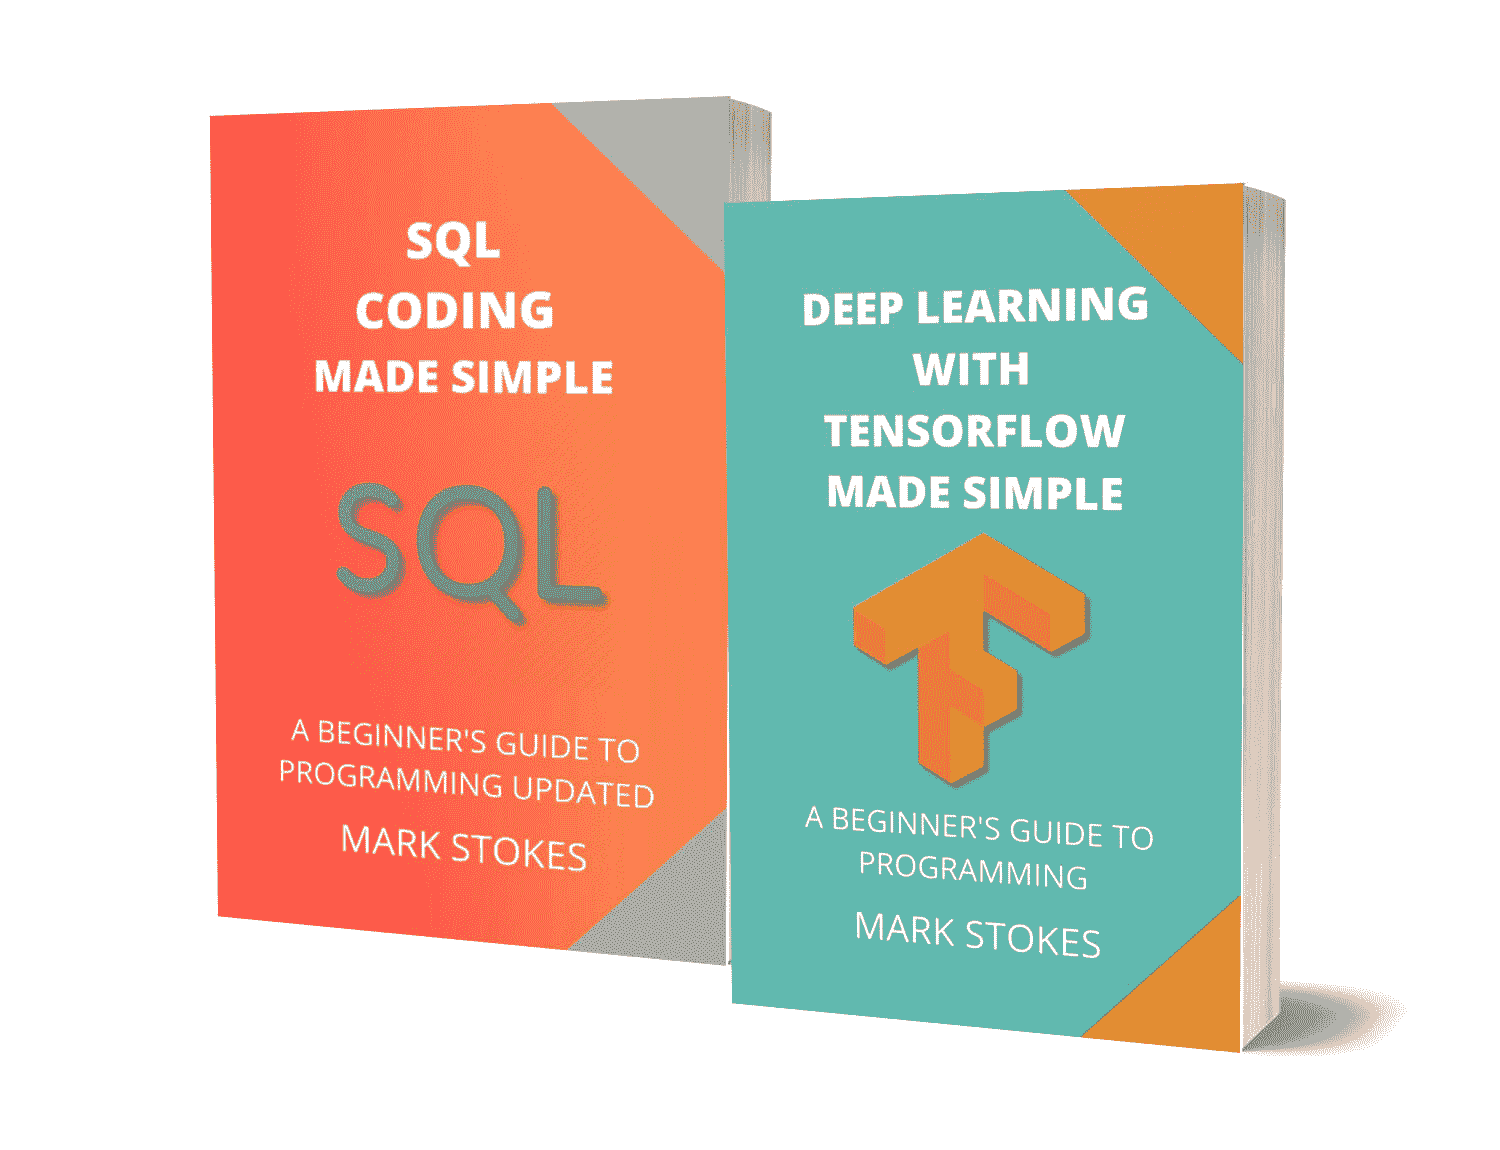 SQL
CODING
MADE SIMPLE
SQL
A BEGINNER'S GUIDE TO
PROGRAMMING UPDATED
MARK STOKES
DEEP LEARNING
WITH
TENSORFLOW
MADE SIMPLE
A BEGINNER'S GUIDE TO
PROGRAMMING
MARK STOKES